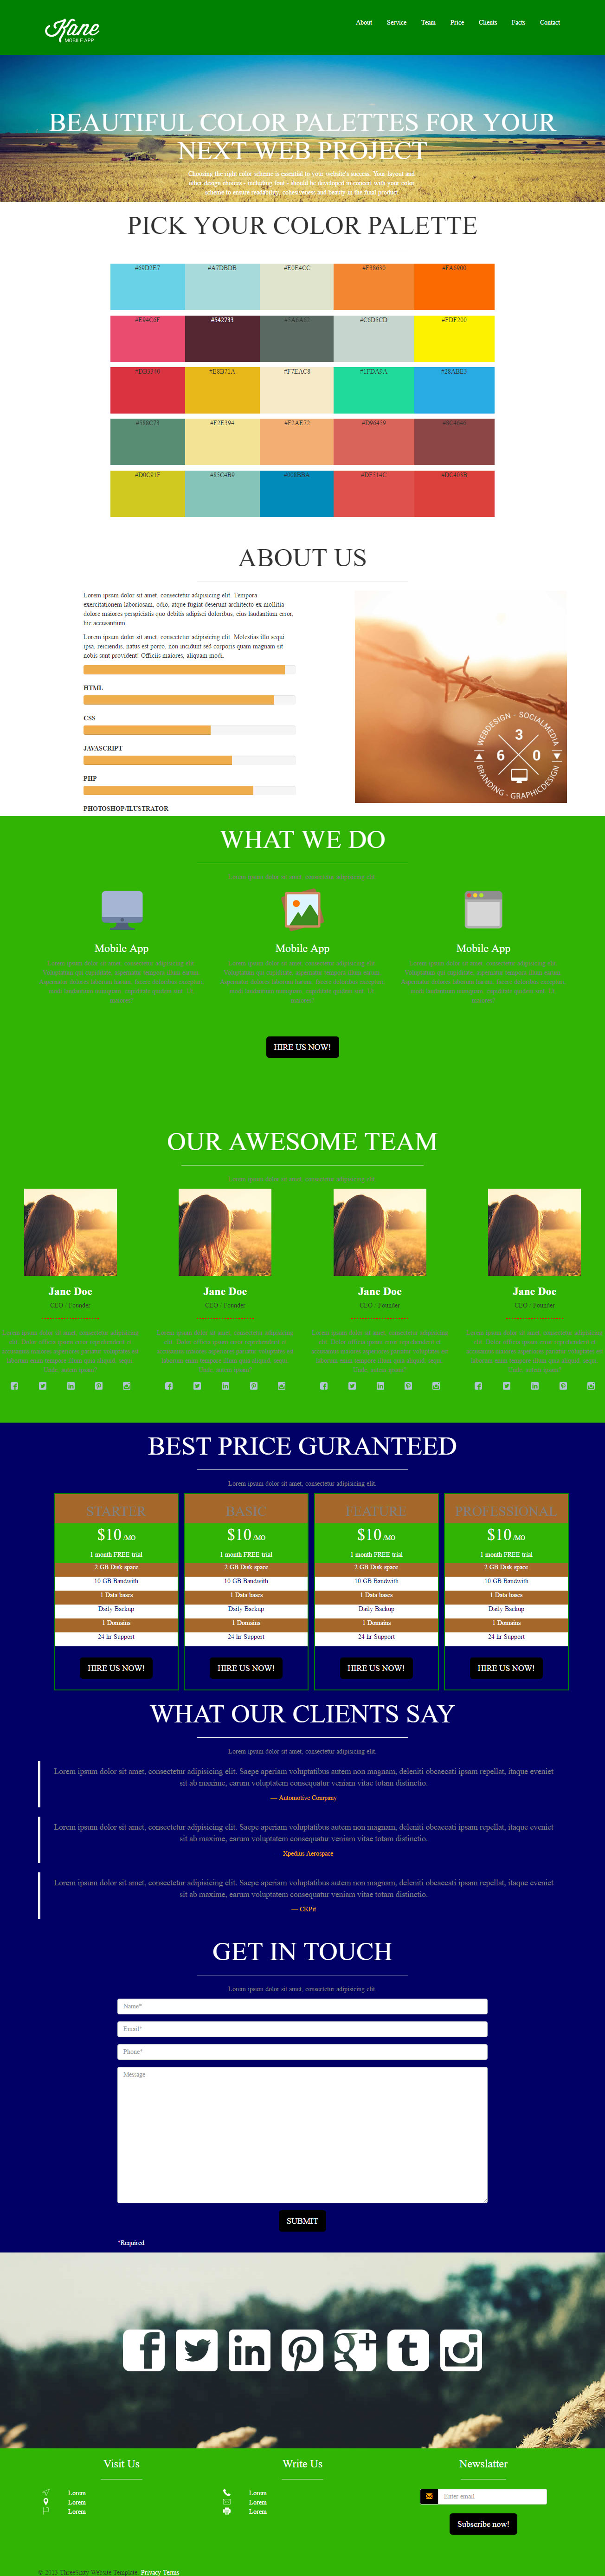 Kane
MOBILE APP
About Service Team Price Clients Facts Contact
BEAUTIFUL COLOR PALETTES FOR YOUR
NEXT WEB PROJECT
Choosing the right color scheme is essential to your website's success. Your layout and
other design choices - including font - should be developed in concert with your color
scheme to ensure readability, cohesiveness and beauty in the final product.
PICK YOUR COLOR PALETTE
#69D2E7 #A7DBDB #E0E4CC #F38630 #FA6900
#E94C6F #542733 #5A6A62 #C6D5CD #FDF200
#DB3340 #E8B71A #F7EAC8 #1FDA9A #28ABE3
#588C73 #F2E394 #F2AE72 #D96459 #8C4646
#D0C91F #85C4B9 #008BBA #DF514C #DC403B
ABOUT US
Lorem ipsum dolor sit amet, consectetur adipisicing elit. Tempora
exercitationem laboriosam, odio, atque fugiat deserunt architecto ex mollitia
dolore maiores perspiciatis quo debitis adipisci doloribus, eius laudantium error,
hic accusantium.
Lorem ipsum dolor sit amet, consectetur adipisicing elit. Molestias illo sequi
ipsa, reiciendis, natus est porro, non incidunt sed corporis quam magnam sit
nobis sunt provident! Officiis maiores, aliquam modi.
HTML
CSS
JAVASCRIPT
PHP
PHOTOSHOP/ILUSTRATOR
WEBDESIGN - SOCIALMEDIA
3
6 0
BRANDING - GRAPHICDESIGN
WHAT WE DO
Mobile App Mobile App Mobile App
HIRE US NOW!
OUR AWESOME TEAM
Jane Doe Jane Doe Jane Doe Jane Doe
CEO / Founder CEO / Founder CEO / Founder CEO / Founder
BEST PRICE GURANTEED
Lorem ipsum dolor sit amet, consectetur adipisicing elit.
STARTER BASIC FEATURE PROFESSIONAL
$10 /MO $10 /MO $10 /MO $10 /MO
1 month FREE trial 1 month FREE trial 1 month FREE trial 1 month FREE trial
2 GB Disk space 2 GB Disk space 2 GB Disk space 2 GB Disk space
10 GB Bandwith 10 GB Bandwith 10 GB Bandwith 10 GB Bandwith
1 Data bases 1 Data bases 1 Data bases 1 Data bases
Daily Backup Daily Backup Daily Backup Daily Backup
1 Domains 1 Domains 1 Domains 1 Domains
24 hr Support 24 hr Support 24 hr Support 24 hr Support
HIRE US NOW! HIRE US NOW! HIRE US NOW! HIRE US NOW!
WHAT OUR CLIENTS SAY
Lorem ipsum dolor sit amet, consectetur adipisicing elit.
Lorem ipsum dolor sit amet, consectetur adipisicing elit. Saepe aperiam voluptatibus autem non magnam, deleniti obcaecati ipsam repellat, itaque eveniet
sit ab maxime, earum voluptatem consequatur veniam vitae totam distinctio.
— Automotive Company
Lorem ipsum dolor sit amet, consectetur adipisicing elit. Saepe aperiam voluptatibus autem non magnam, deleniti obcaecati ipsam repellat, itaque eveniet
sit ab maxime, earum voluptatem consequatur veniam vitae totam distinctio.
— Xpedius Aerospace
Lorem ipsum dolor sit amet, consectetur adipisicing elit. Saepe aperiam voluptatibus autem non magnam, deleniti obcaecati ipsam repellat, itaque eveniet
sit ab maxime, earum voluptatem consequatur veniam vitae totam distinctio.
— CKPit
GET IN TOUCH
Lorem ipsum dolor sit amet, consectetur adipisicing elit.
Name*
Email*
Phone*
Message
SUBMIT
*Required
Visit Us Write Us Newslatter
Lorem Lorem Enter email
Lorem Lorem
Lorem Lorem
Subscribe now!
© 2013 ThreeSixty Website Template. Privacy Terms